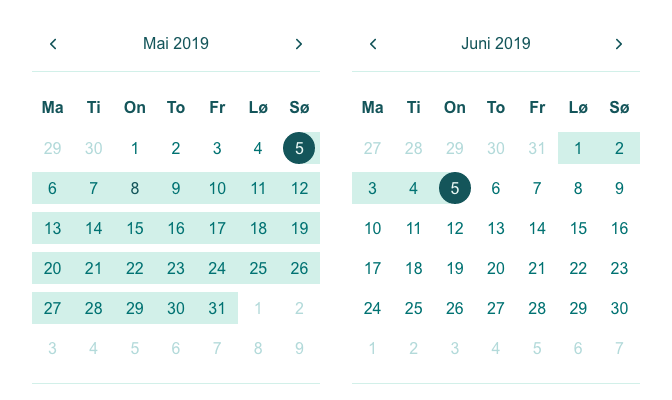 Mai 2019
Ma Ti On To Fr Lø Sø
29 30 1 2 3 4 5
6 7 8 9 10 11 12
13 14 15 16 17 18 19
20 21 22 23 24 25 26
27 28 29 30 31 1 2
3 4 5 6 7 8 9
Juni 2019
Ma Ti On To Fr Lø Sø
27 28 29 30 31 1 2
3 4 5 6 7 8 9
10 11 12 13 14 15 16
17 18 19 20 21 22 23
24 25 26 27 28 29 30
1 2 3 4 5 6 7